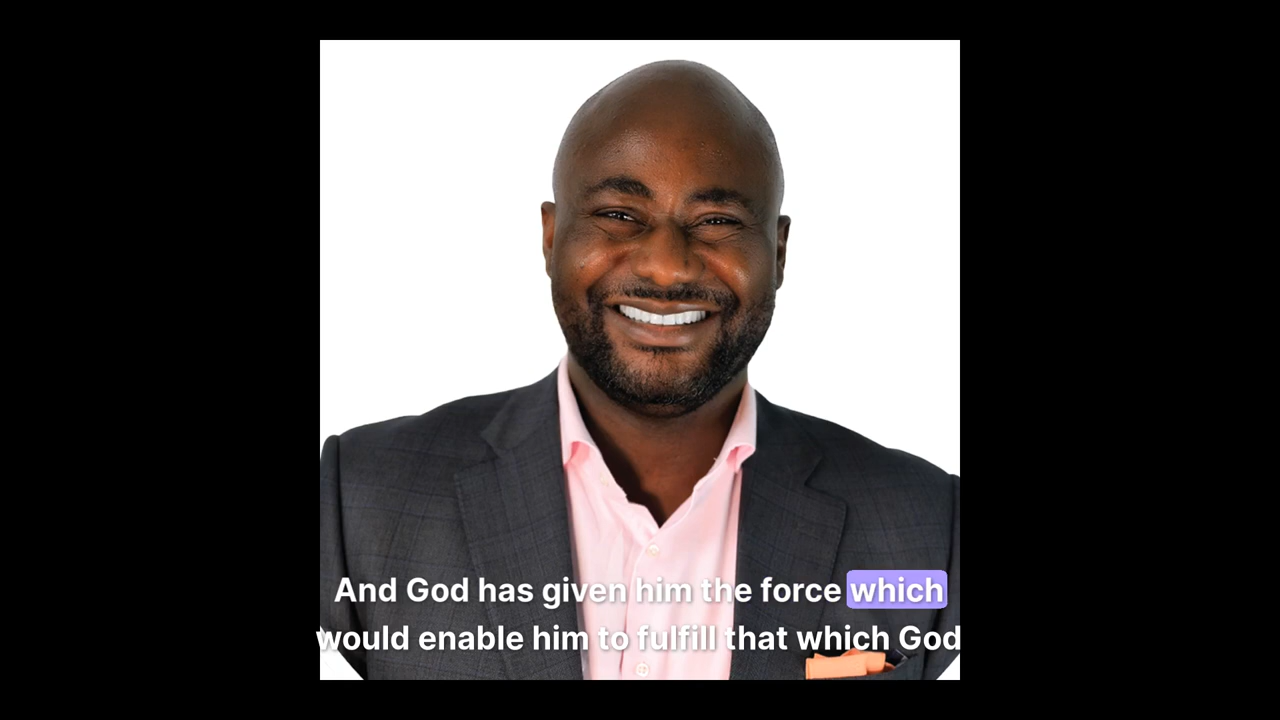 And God has given him the force which
would enable him to fulfill that which God